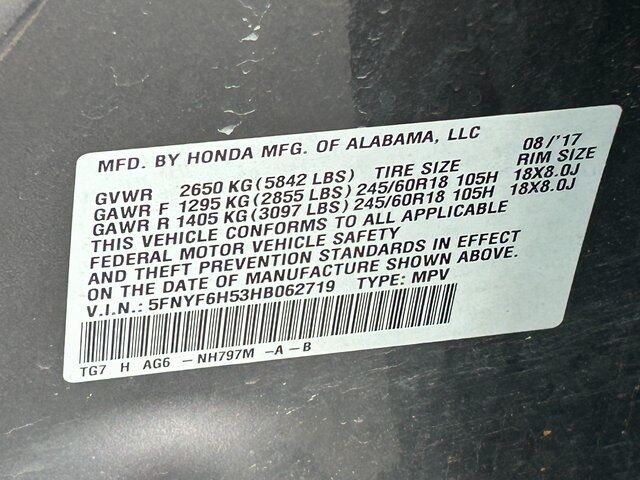 MFD. BY HONDA MFG. OF ALABAMA, LLC 08/'17
GVWR 2650 KG(5842 LBS) TIRE SIZE RIM SIZE
GAWR F 1295 KG(2855 LBS)245/60R18 105H 18X8.0J
GAWR R 1405 KG(3097 LBS)245/60R18 105H 18X8.0J
THIS VEHICLE CONFORMS TO ALL APPLICABLE
FEDERAL MOTOR VEHICLE SAFETY
AND THEFT PREVENTION STANDARDS IN EFFECT
ON THE DATE OF MANUFACTURE SHOWN ABOVE.
V.I.N.: 5FNYF6H53HB062719 TYPE: MPV
TG7 H AG6 -NH797M -A-B